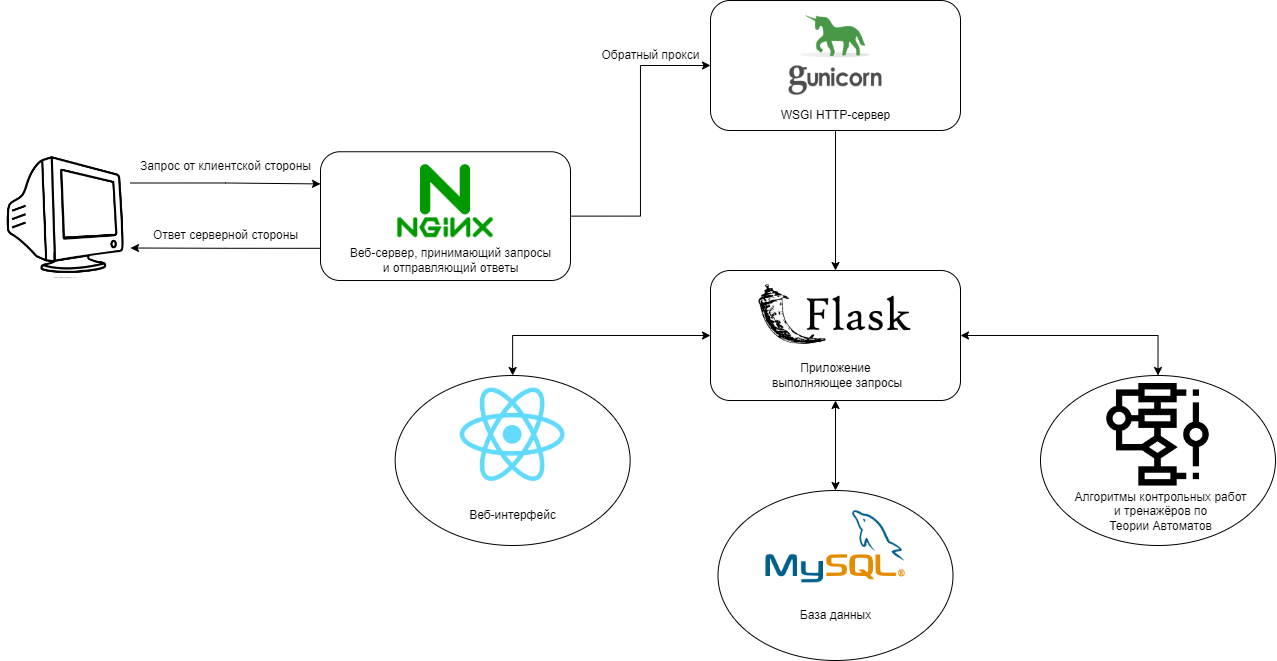 Обратный прокси
gunicorn
WSGI HTTP-сервер
Запрос от клиентской стороны
Ответ серверной стороны
NGINX
Веб-сервер, принимающий запросы
и отправляющий ответы
Flask
Приложение
выполняющее запросы
Веб-интерфейс
MySQL®
База данных
Алгоритмы контрольных работ
и тренажёров по
Теории Автоматов